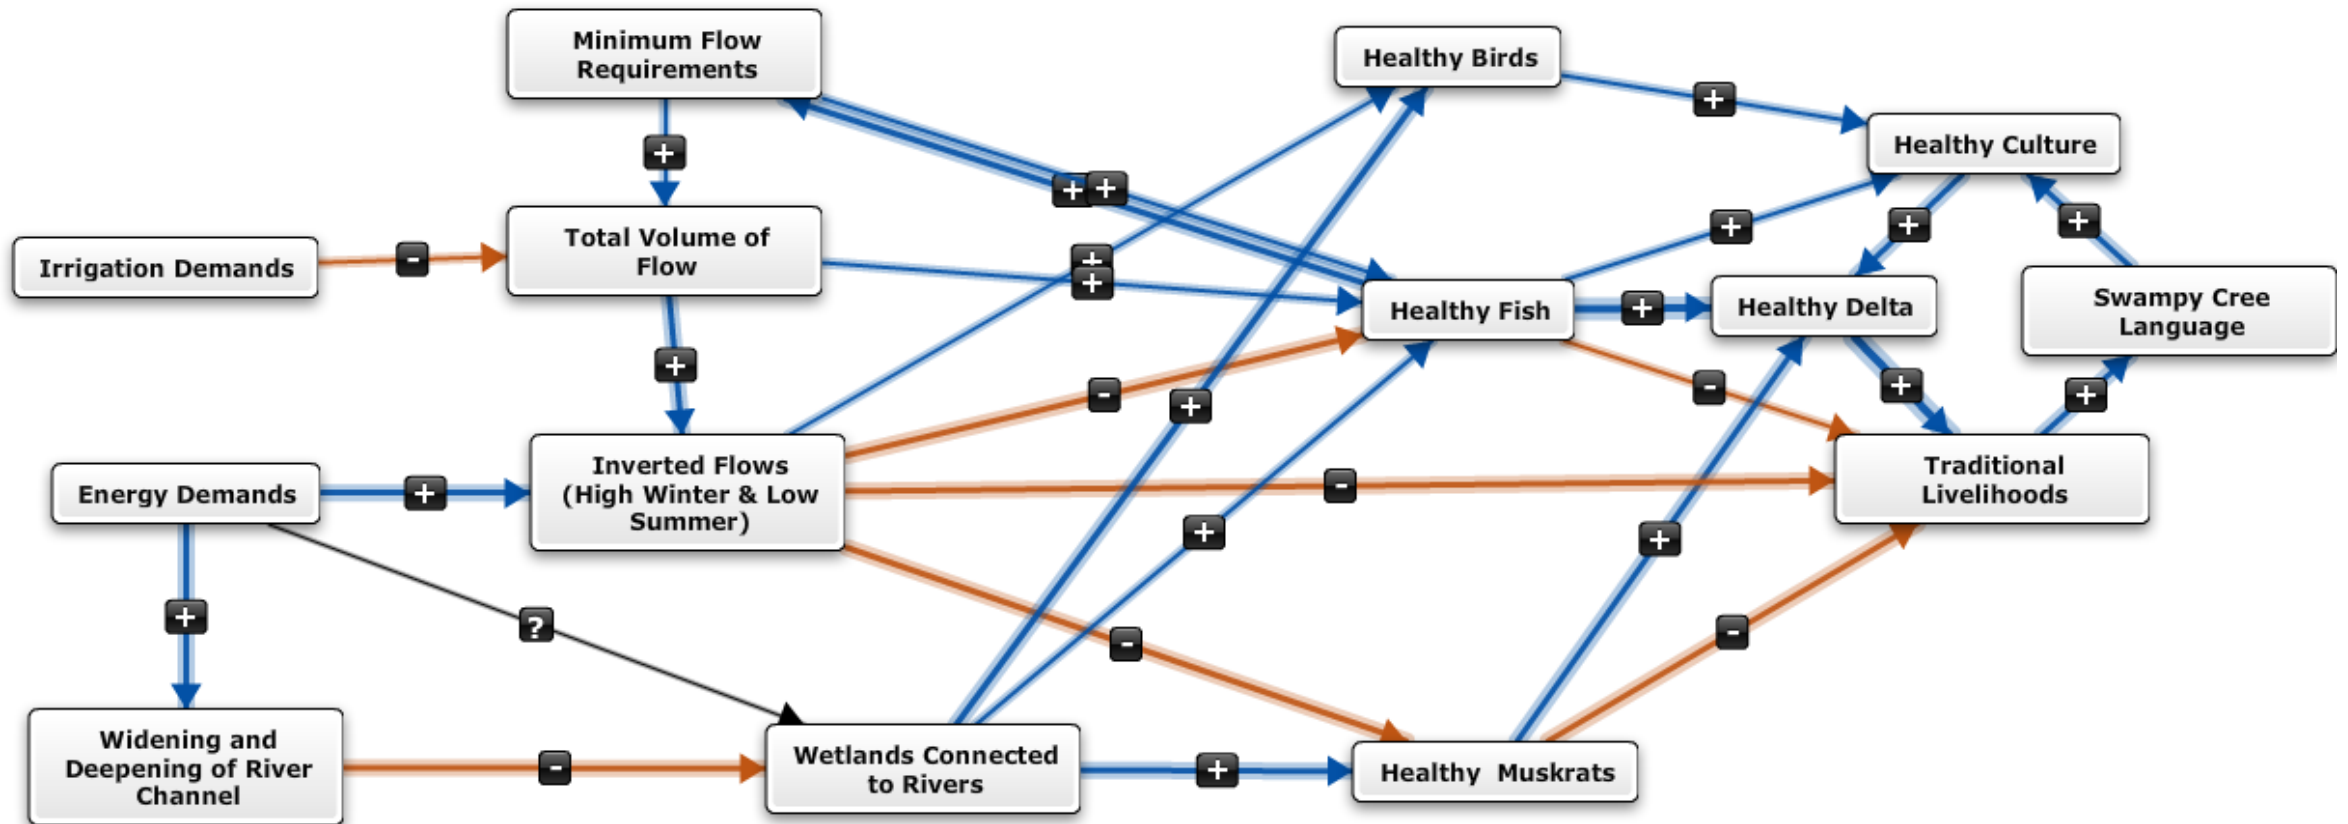 Minimum Flow
Requirements
Healthy Birds
+
Healthy Culture
+
+
+
+
+
+
Total Volume of
Flow
Irrigation Demands
-
+
+
Healthy Fish
+
Healthy Delta
Swampy Cree
Language
+
-
-
+
+
Inverted Flows
(High Winter & Low
Summer)
Energy Demands
+
+
-
Traditional
Livelihoods
+
+
+
?
-
-
Widening and
Deepening of River
Channel
-
Wetlands Connected
to Rivers
+
Healthy Muskrats